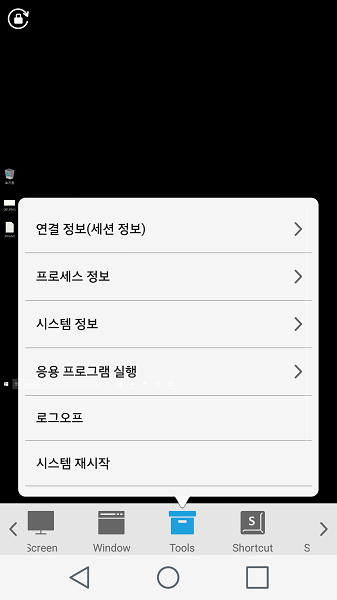 연결 정보(세션 정보)
프로세스 정보
시스템 정보
응용 프로그램 실행
로그오프
시스템 재시작
Screen
Window
Tools
Shortcut
S
S